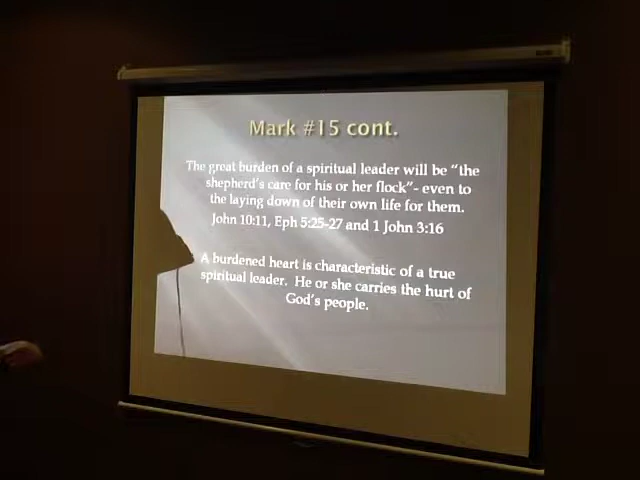 Mark #15 cont.
The great burden of a spiritual leader will be “the
shepherd’s care for his or her flock”- even to
the laying down of their own life for them.
John 10:11, Eph 5:25-27 and 1 John 3:16
A burdened heart is characteristic of a true
spiritual leader. He or she carries the hurt of
God’s people.